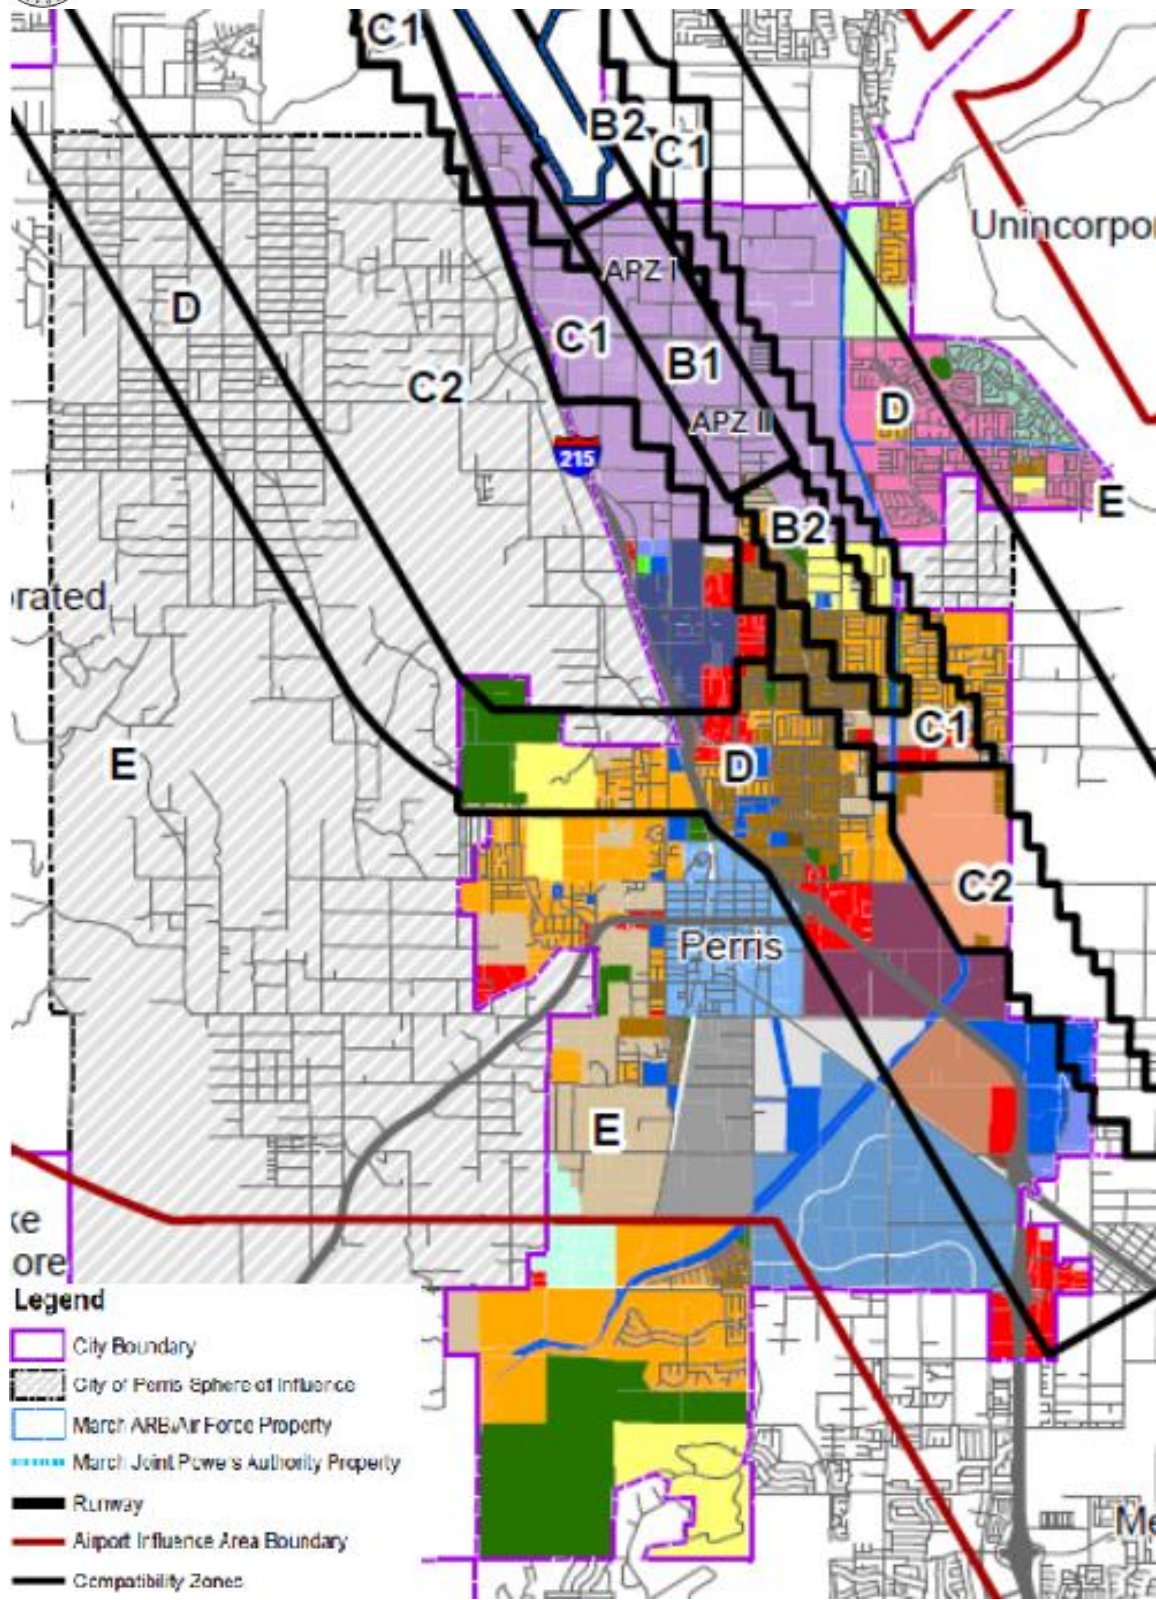 C1
B2
C1
Unincorpor
APZ I
D
C1
B1
C2
D
APZ II
215
E
B2
rated
C1
E
D
C2
Perris
E
ke
ore
Legend
City Boundary
City of Perris Sphere of Influence
March ARB/Air Force Property
March Joint Powers Authority Property
Runway
Airport Influence Area Boundary
Compatibility Zones
Me